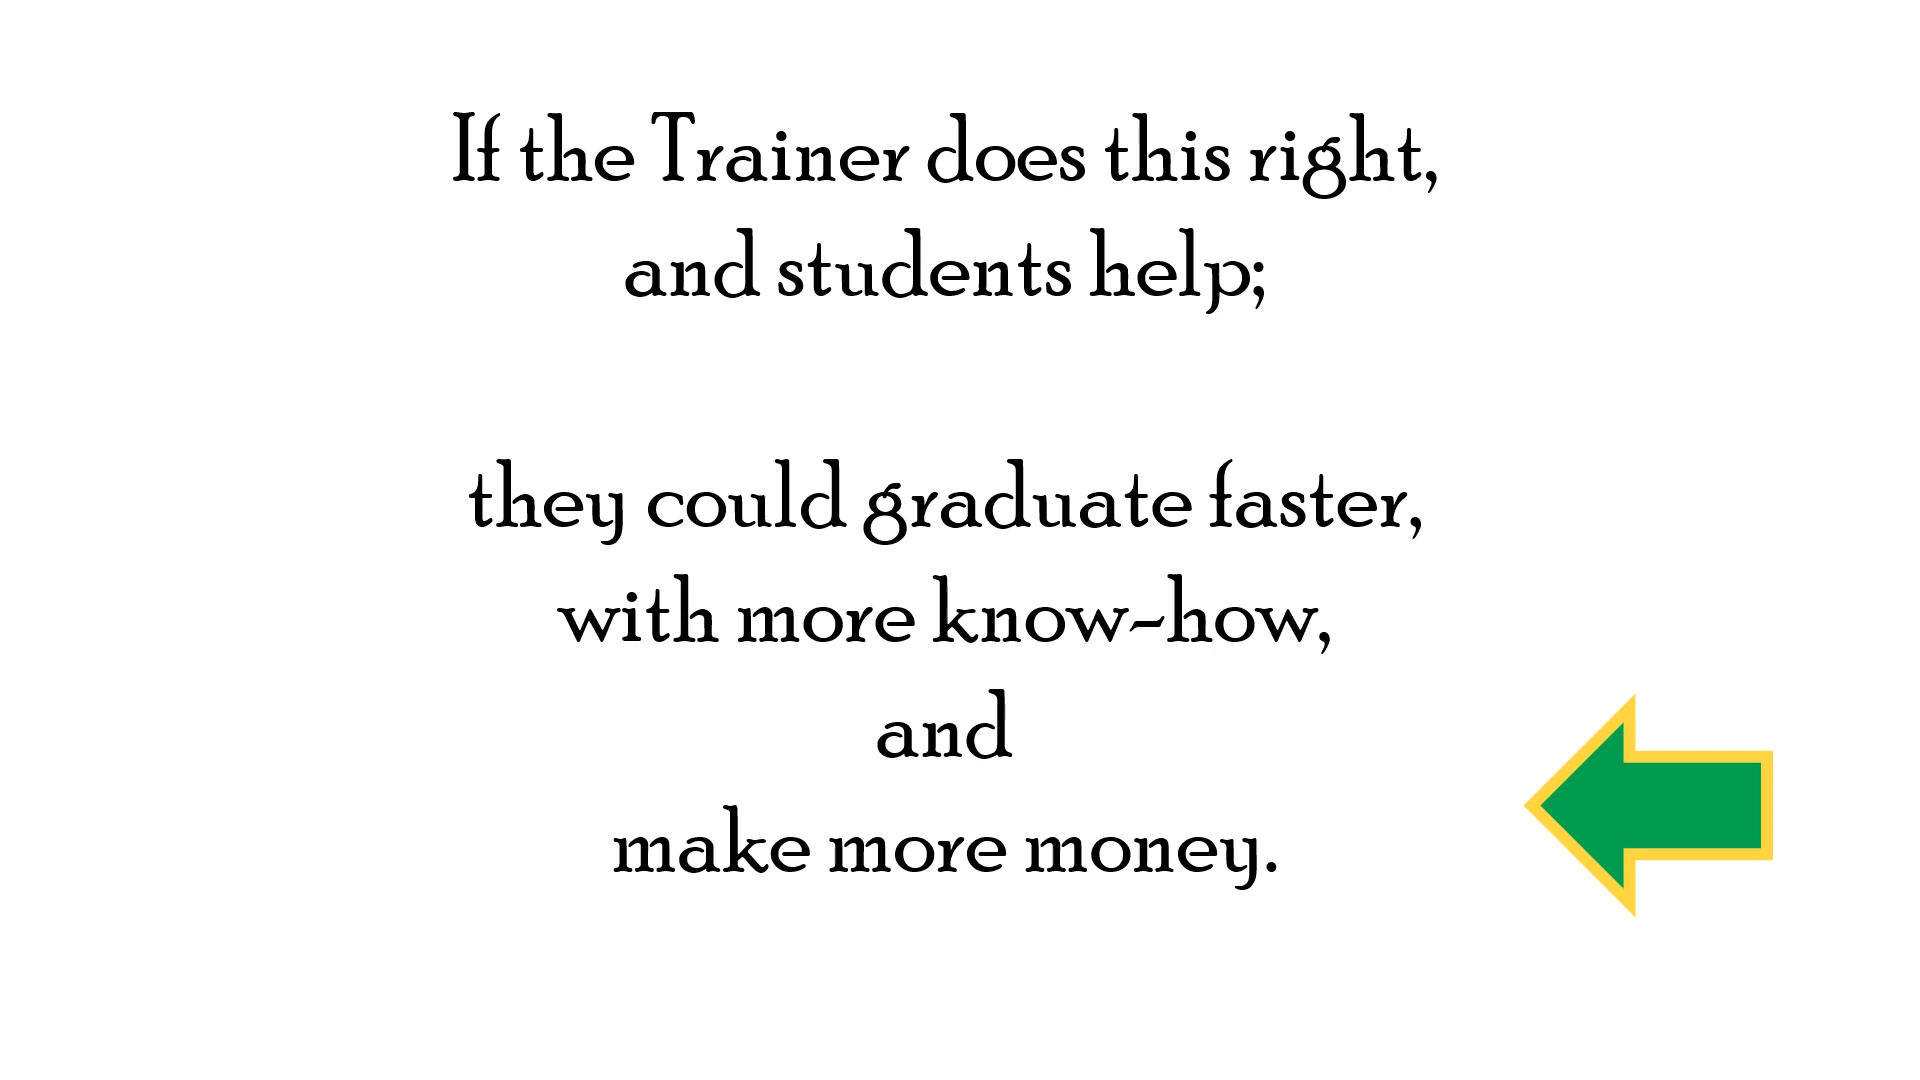 If the Trainer does this right,
and students help;
they could graduate faster,
with more know-how,
and
make more money.